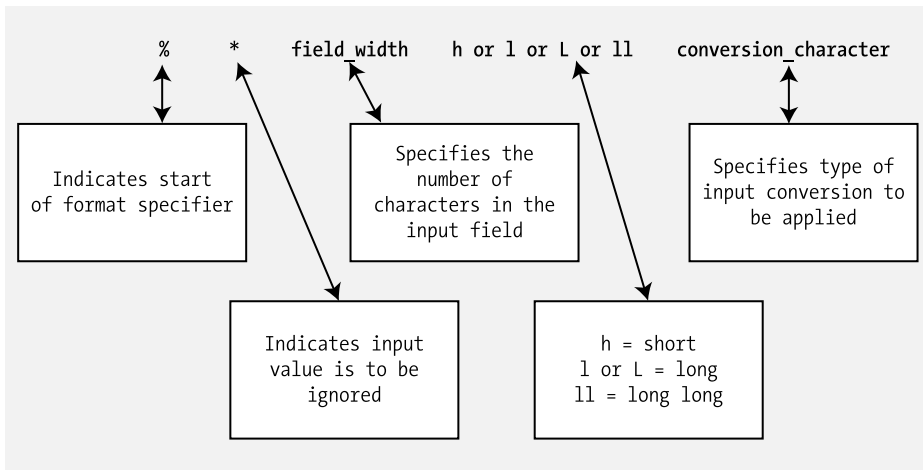 % * field_width h or l or L or ll conversion_character
Indicates start
of format specifier
Specifies the
number of
characters in the
input field
Specifies type of
input conversion to
be applied
Indicates input
value is to be
ignored
h = short
l or L = long
ll = long long